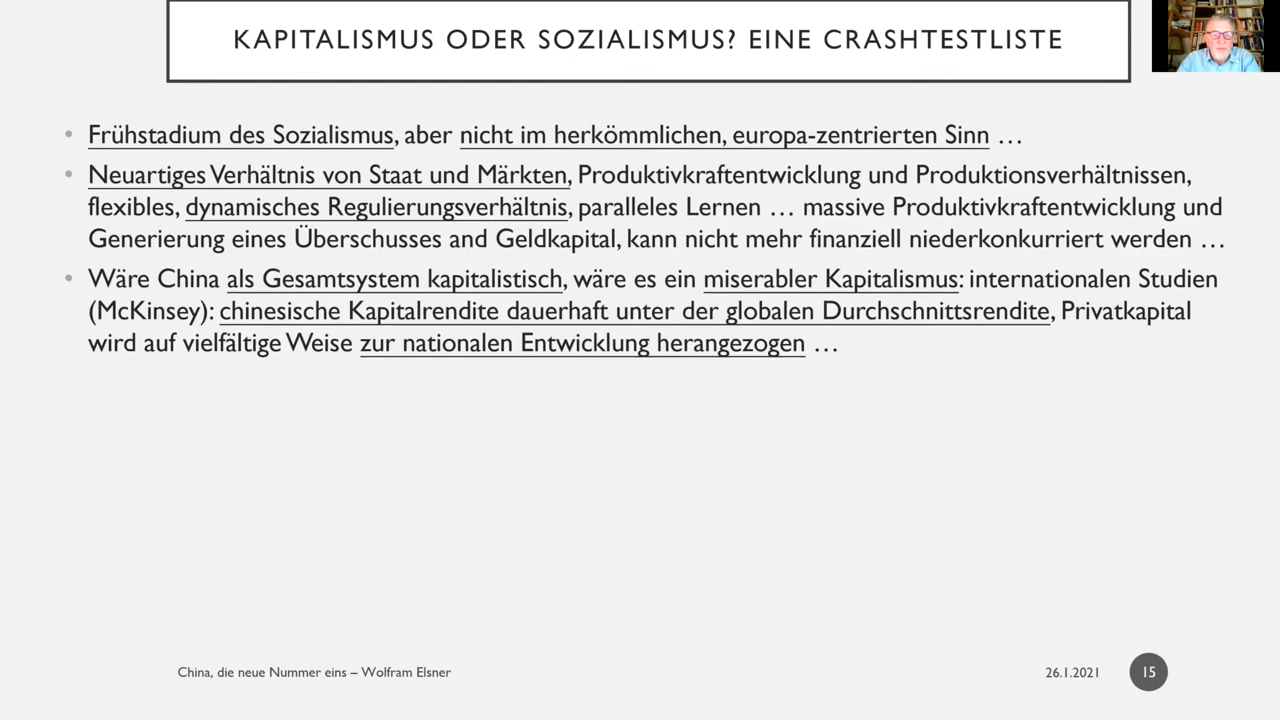 KAPITALISMUS ODER SOZIALISMUS? EINE CRASHTESTLISTE
• Frühstadium des Sozialismus, aber nicht im herkömmlichen, europa-zentrierten Sinn …
• Neuartiges Verhältnis von Staat und Märkten, Produktivkraftentwicklung und Produktionsverhältnissen,
flexibles, dynamisches Regulierungsverhältnis, paralleles Lernen … massive Produktivkraftentwicklung und
Generierung eines Überschusses and Geldkapital, kann nicht mehr finanziell niederkonkurriert werden …
• Wäre China als Gesamtsystem kapitalistisch, wäre es ein miserabler Kapitalismus: internationalen Studien
(McKinsey): chinesische Kapitalrendite dauerhaft unter der globalen Durchschnittsrendite, Privatkapital
wird auf vielfältige Weise zur nationalen Entwicklung herangezogen …
China, die neue Nummer eins – Wolfram Elsner
26.1.2021
15